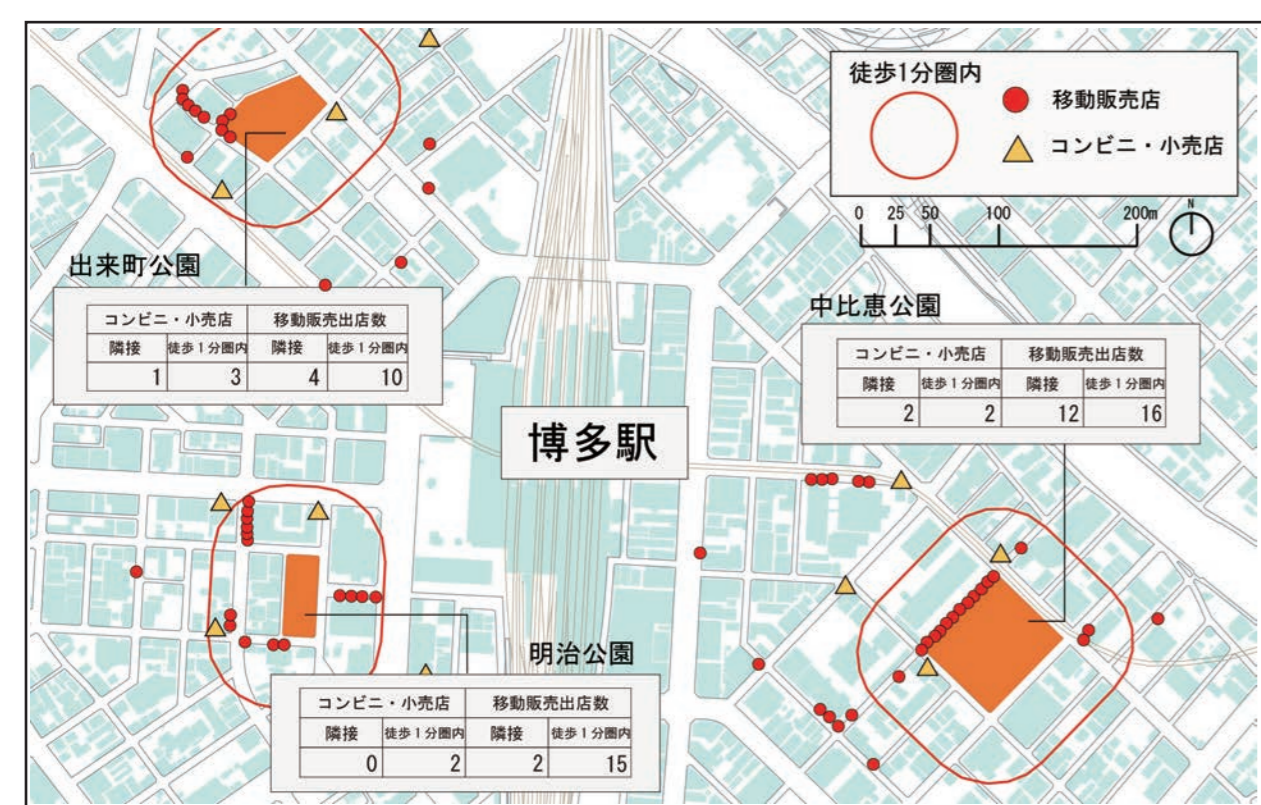 徒歩1分圏内
移動販売店
コンビニ・小売店
0 25 50 100 200m
N
出来町公園
コンビニ・小売店 移動販売出店数
隣接 徒歩1分圏内 隣接 徒歩1分圏内
1 3 4 10
中比恵公園
コンビニ・小売店 移動販売出店数
隣接 徒歩1分圏内 隣接 徒歩1分圏内
2 2 12 16
博多駅
明治公園
コンビニ・小売店 移動販売出店数
隣接 徒歩1分圏内 隣接 徒歩1分圏内
0 2 2 15